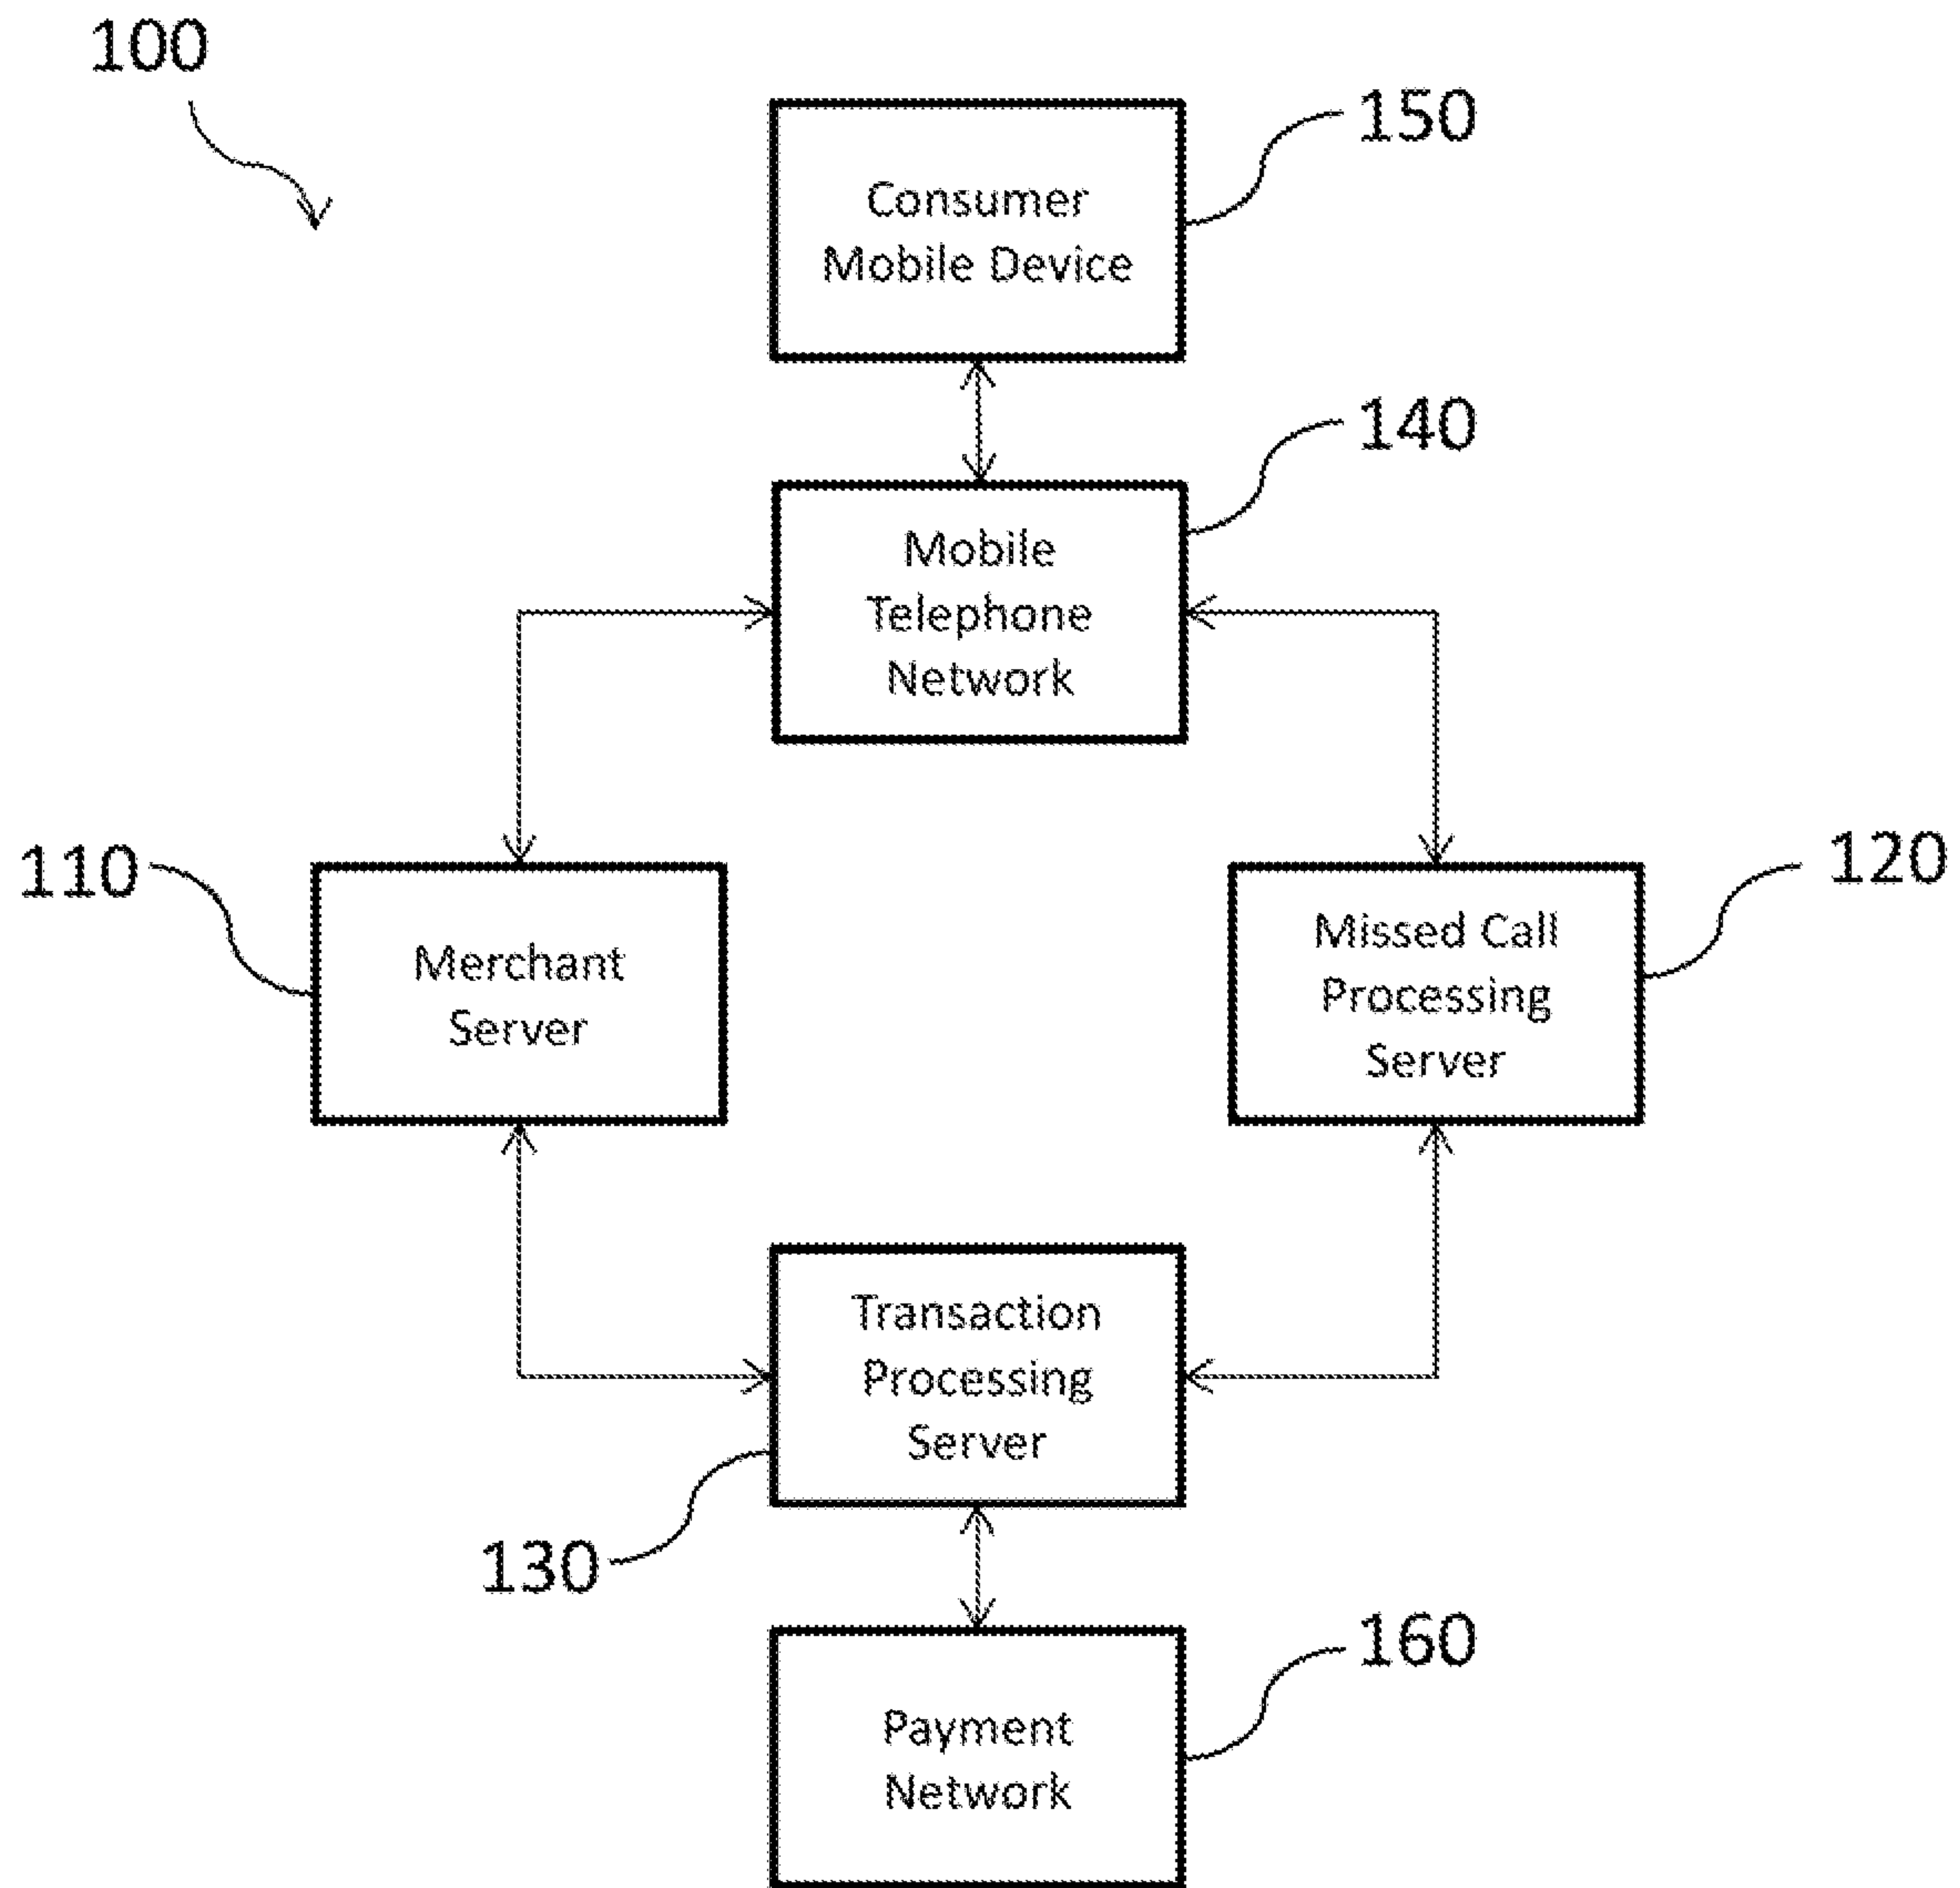 100
150
Consumer
Mobile Device
140
Mobile
Telephone
Network
110
Merchant
Server
120
Missed Call
Processing
Server
Transaction
Processing
Server
130
160
Payment
Network